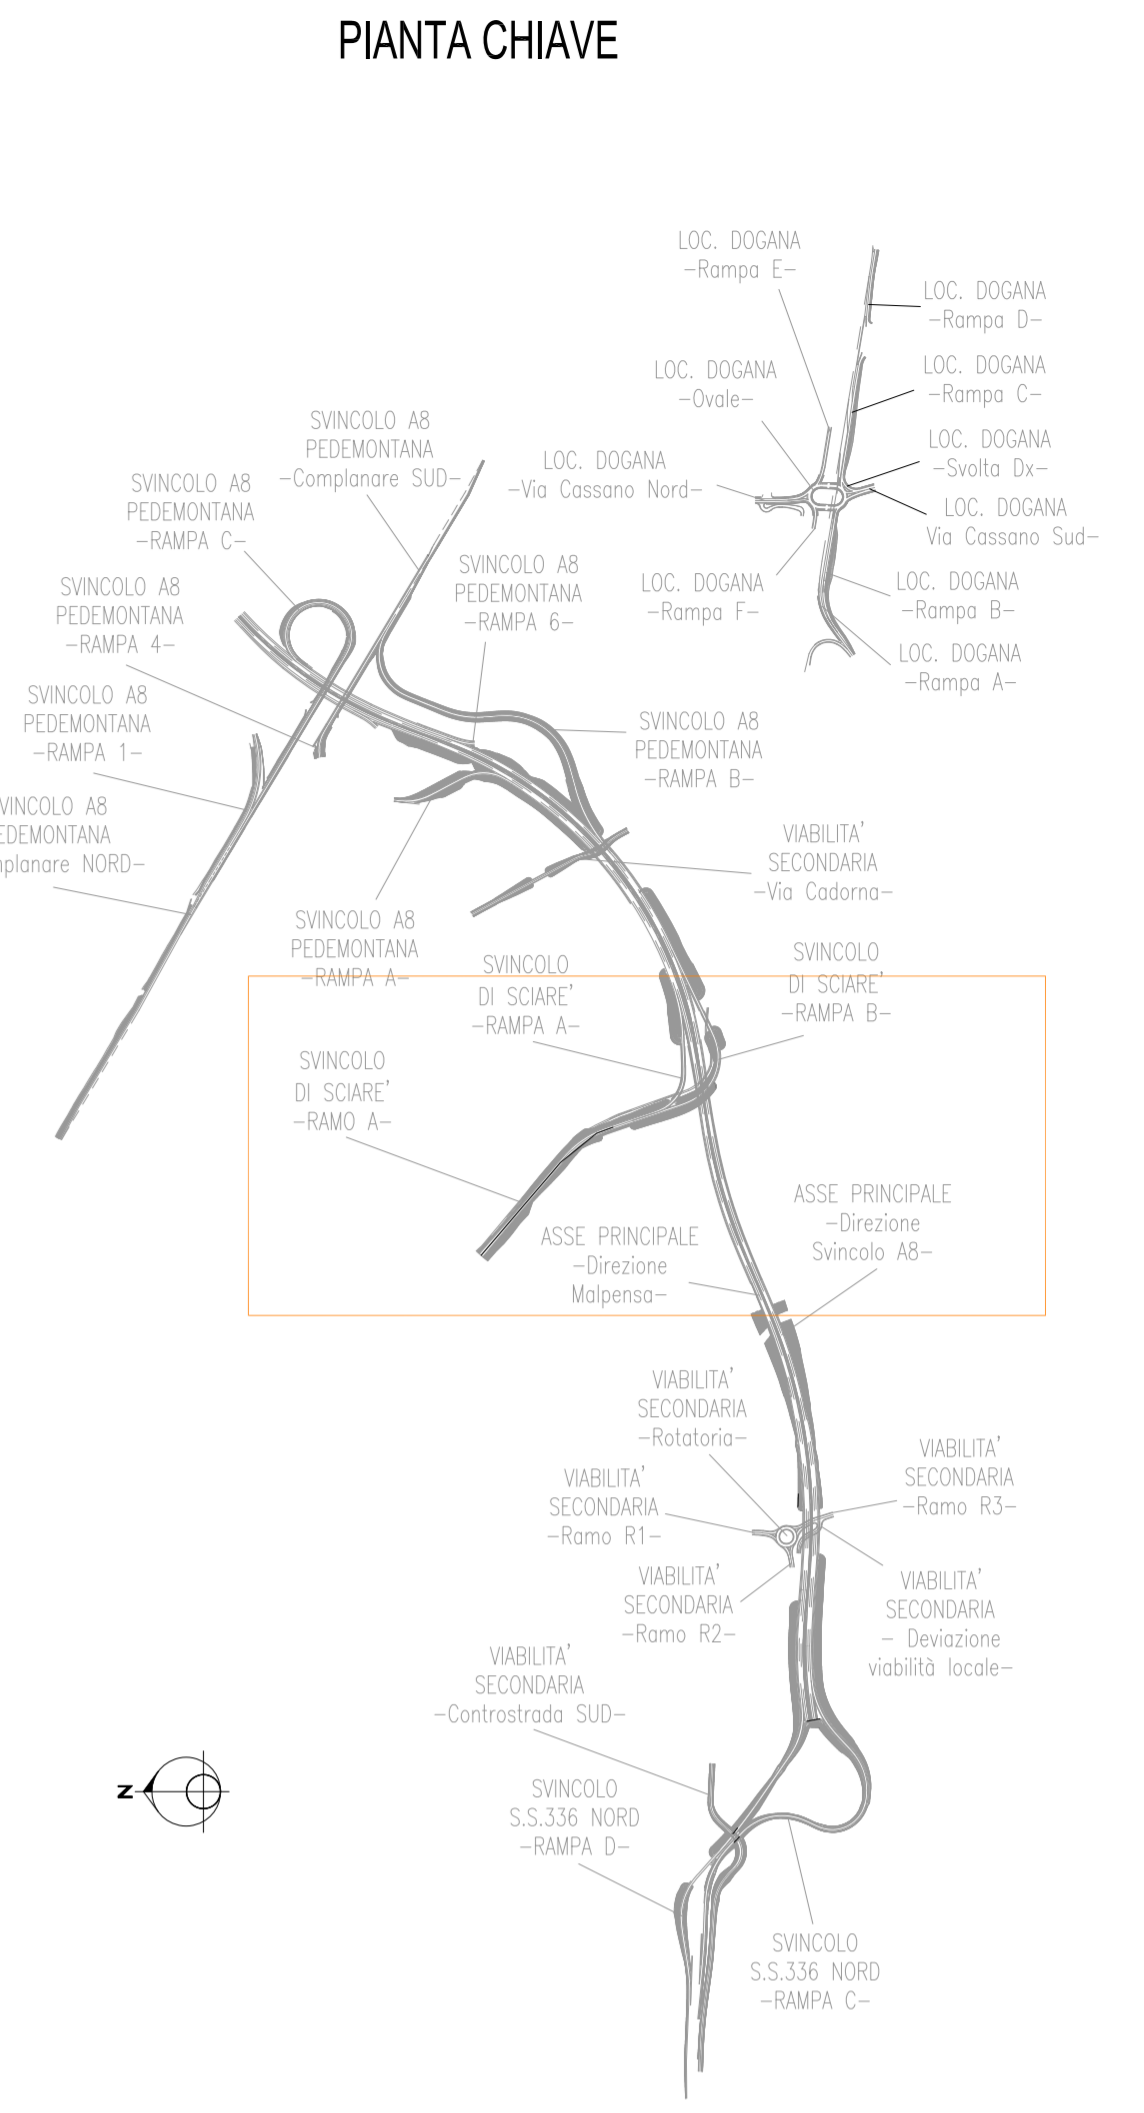 PIANTA CHIAVE
LOC. DOGANA
-Rampa E-
LOC. DOGANA
-Rampa D-
LOC. DOGANA
-Ovale-
LOC. DOGANA
-Rampa C-
SVINCOLO A8
PEDEMONTANA
-Complanare SUD-
LOC. DOGANA
-Svolta Dx-
LOC. DOGANA
-Via Cassano Nord-
SVINCOLO A8
PEDEMONTANA
-RAMPA C-
LOC. DOGANA
Via Cassano Sud-
SVINCOLO A8
PEDEMONTANA
-RAMPA 6-
SVINCOLO A8
PEDEMONTANA
-RAMPA 4-
LOC. DOGANA
-Rampa F-
LOC. DOGANA
-Rampa B-
LOC. DOGANA
-Rampa A-
SVINCOLO A8
PEDEMONTANA
-RAMPA 1-
SVINCOLO A8
PEDEMONTANA
-RAMPA B-
VINCOLO A8
EDEMONTANA
mplanare NORD-
VIABILITA'
SECONDARIA
-Via Cadorna-
SVINCOLO A8
PEDEMONTANA
-RAMPA A-
SVINCOLO
DI SCIARE'
-RAMPA A-
SVINCOLO
DI SCIARE'
-RAMPA B-
SVINCOLO
DI SCIARE'
-RAMO A-
ASSE PRINCIPALE
-Direzione
Svincolo A8-
ASSE PRINCIPALE
-Direzione
Malpensa-
VIABILITA'
SECONDARIA
-Rotatoria-
VIABILITA'
SECONDARIA
-Ramo R3-
VIABILITA'
SECONDARIA
-Ramo R1-
VIABILITA'
SECONDARIA
-Ramo R2-
VIABILITA'
SECONDARIA
- Deviazione
viabilità locale-
VIABILITA'
SECONDARIA
-Controstrada SUD-
N
SVINCOLO
S.S.336 NORD
-RAMPA D-
SVINCOLO
S.S.336 NORD
-RAMPA C-